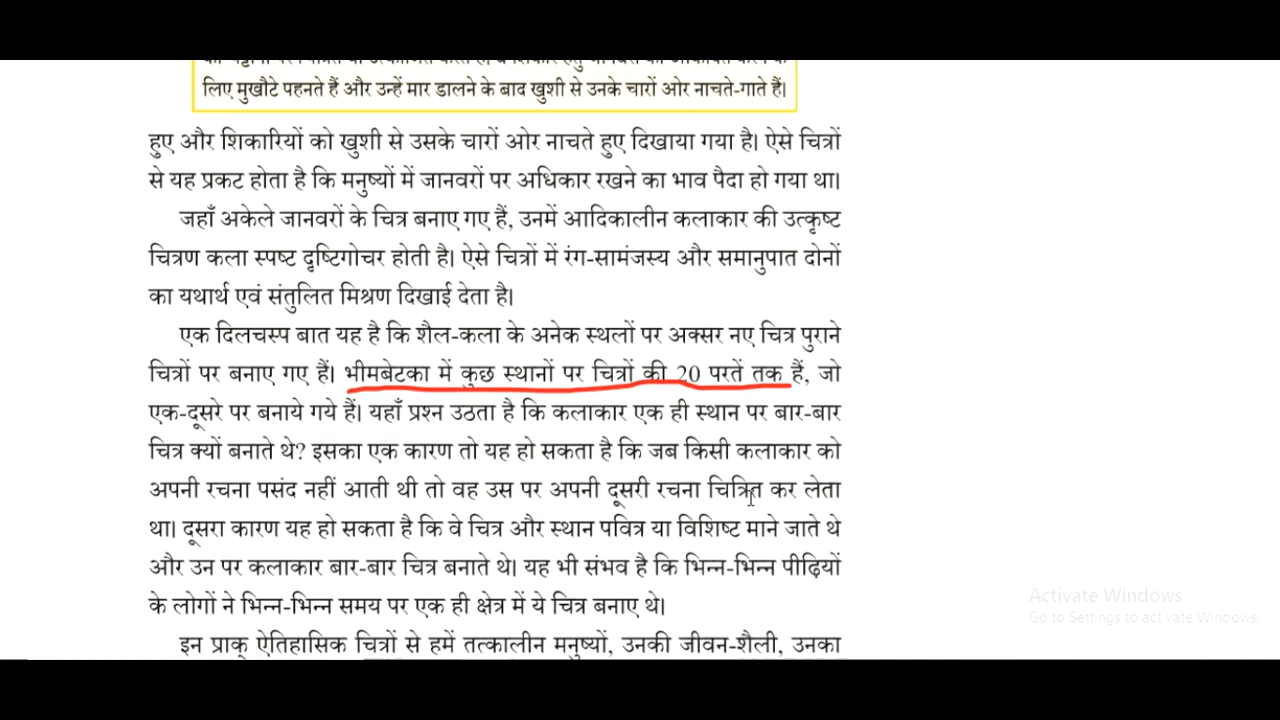 लिए मुखौटे पहनते हैं और उन्हें मार डालने के बाद खुशी से उनके चारों ओर नाचते-गाते हैं।
हुए और शिकारियों को खुशी से उसके चारों ओर नाचते हुए दिखाया गया है। ऐसे चित्रों
से यह प्रकट होता है कि मनुष्यों में जानवरों पर अधिकार रखने का भाव पैदा हो गया था।
जहाँ अकेले जानवरों के चित्र बनाए गए हैं, उनमें आदिकालीन कलाकार की उत्कृष्ट
चित्रण कला स्पष्ट दृष्टिगोचर होती है। ऐसे चित्रों में रंग-सामंजस्य और समानुपात दोनों
का यथार्थ एवं संतुलित मिश्रण दिखाई देता है।
एक दिलचस्प बात यह है कि शैल-कला के अनेक स्थलों पर अक्सर नए चित्र पुराने
चित्रों पर बनाए गए हैं। भीमबेटका में कुछ स्थानों पर चित्रों की 20 परतें तक हैं, जो
एक-दूसरे पर बनाये गये हैं। यहाँ प्रश्न उठता है कि कलाकार एक ही स्थान पर बार-बार
चित्र क्यों बनाते थे? इसका एक कारण तो यह हो सकता है कि जब किसी कलाकार को
अपनी रचना पसंद नहीं आती थी तो वह उस पर अपनी दूसरी रचना चित्रित कर लेता
था। दूसरा कारण यह हो सकता है कि वे चित्र और स्थान पवित्र या विशिष्ट माने जाते थे
और उन पर कलाकार बार-बार चित्र बनाते थे। यह भी संभव है कि भिन्न-भिन्न पीढ़ियों
के लोगों ने भिन्न-भिन्न समय पर एक ही क्षेत्र में ये चित्र बनाए थे।
इन प्राक् ऐतिहासिक चित्रों से हमें तत्कालीन मनुष्यों, उनकी जीवन-शैली, उनका
Activate Windows
Go to Settings to activate Windows.